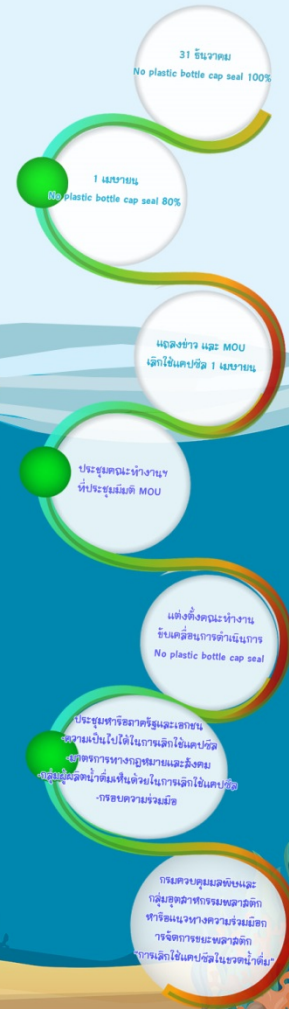 31 ธันวาคม
No plastic bottle cap seal 100%
1 เมษายน
No plastic bottle cap seal 80%
แถลงข่าว และ MOU
เลิกใช้แคปซีล 1 เมษายน
ประชุมคณะทำงานฯ
ที่ประชุมมีมติ MOU
แต่งตั้งคณะทำงาน
ขับเคลื่อนการดำเนินการ
No plastic bottle cap seal
ประชุมหารือภาครัฐและเอกชน
-ความเป็นไปได้ในการเลิกใช้แคปซีล
-มาตรการทางกฎหมายและสังคม
-กลุ่มผู้ผลิตน้ำดื่มเห็นด้วยในการเลิกใช้แคปซีล
-กรอบความร่วมมือ
กรมควบคุมมลพิษและ
กลุ่มอุตสาหกรรมพลาสติก
หารือแนวทางความร่วมมือก
ารจัดการขยะพลาสติก
"การเลิกใช้แคปซีลในขวดน้ำดื่ม"